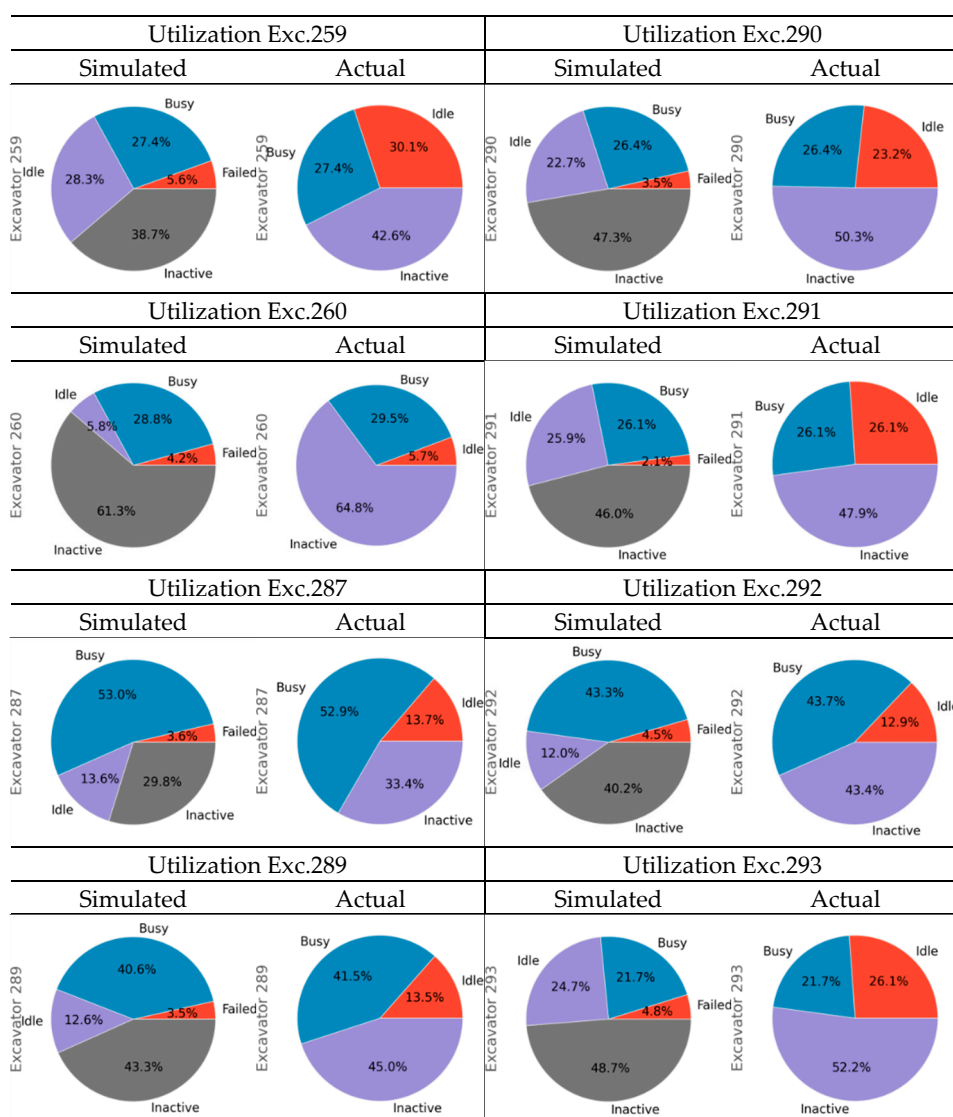 Utilization Exc.259
Utilization Exc.290
Simulated
Actual
Simulated
Actual
Excavator 259
Busy
27.4%
Idle
28.3%
Failed
5.6%
38.7%
Inactive
Excavator 259
Idle
30.1%
Busy
27.4%
42.6%
Inactive
Excavator 290
Busy
26.4%
Idle
22.7%
Failed
3.5%
47.3%
Inactive
Excavator 290
Busy
26.4%
Idle
23.2%
50.3%
Inactive
Utilization Exc.260
Utilization Exc.291
Simulated
Actual
Simulated
Actual
Excavator 260
Busy
28.8%
Idle
5.8%
Failed
4.2%
61.3%
Inactive
Excavator 260
Busy
29.5%
Idle
5.7%
64.8%
Inactive
Excavator 291
Busy
26.1%
Idle
25.9%
Failed
2.1%
46.0%
Inactive
Excavator 291
Busy
26.1%
Idle
26.1%
47.9%
Inactive
Utilization Exc.287
Utilization Exc.292
Simulated
Actual
Simulated
Actual
Excavator 287
Busy
53.0%
Failed
3.6%
13.6%
Idle
29.8%
Inactive
Excavator 287
Busy
52.9%
Idle
13.7%
33.4%
Inactive
Excavator 292
Busy
43.3%
Failed
4.5%
Idle
12.0%
40.2%
Inactive
Excavator 292
Busy
43.7%
Idle
12.9%
43.4%
Inactive
Utilization Exc.289
Utilization Exc.293
Simulated
Actual
Simulated
Actual
Excavator 289
Busy
40.6%
Failed
3.5%
Idle
12.6%
43.3%
Inactive
Excavator 289
Busy
41.5%
Idle
13.5%
45.0%
Inactive
Excavator 293
Busy
21.7%
Idle
24.7%
Failed
4.8%
48.7%
Inactive
Excavator 293
Busy
21.7%
Idle
26.1%
52.2%
Inactive